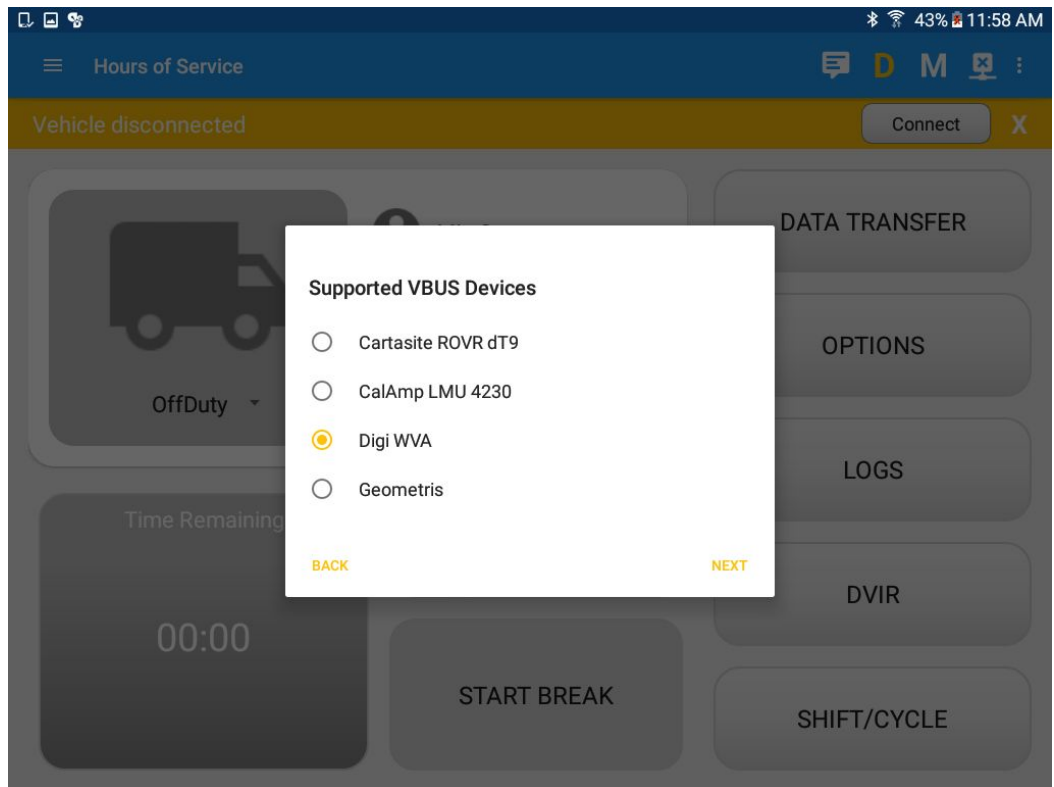 43% 11:58 AM
Hours of Service
D M
Vehicle disconnected
Connect X
DATA TRANSFER
OPTIONS
LOGS
DVIR
SHIFT/CYCLE
OffDuty
Supported VBUS Devices
Cartasite ROVR dT9
CalAmp LMU 4230
Digi WVA
Geometris
BACK NEXT
Time Remaining
00:00
START BREAK